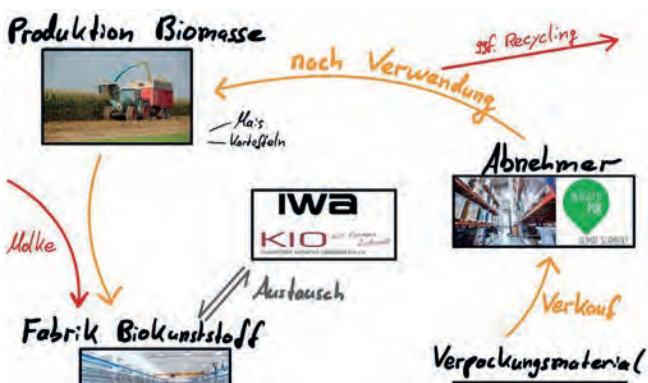 Produktion Biomasse
nach Verwendung
ggf. Recycling
Mais
Kartoffeln
Abnehmer
iwa
KIO
Molke
Austausch
Verkauf
Fabrik Biokunststoff
Verpackungsmaterial